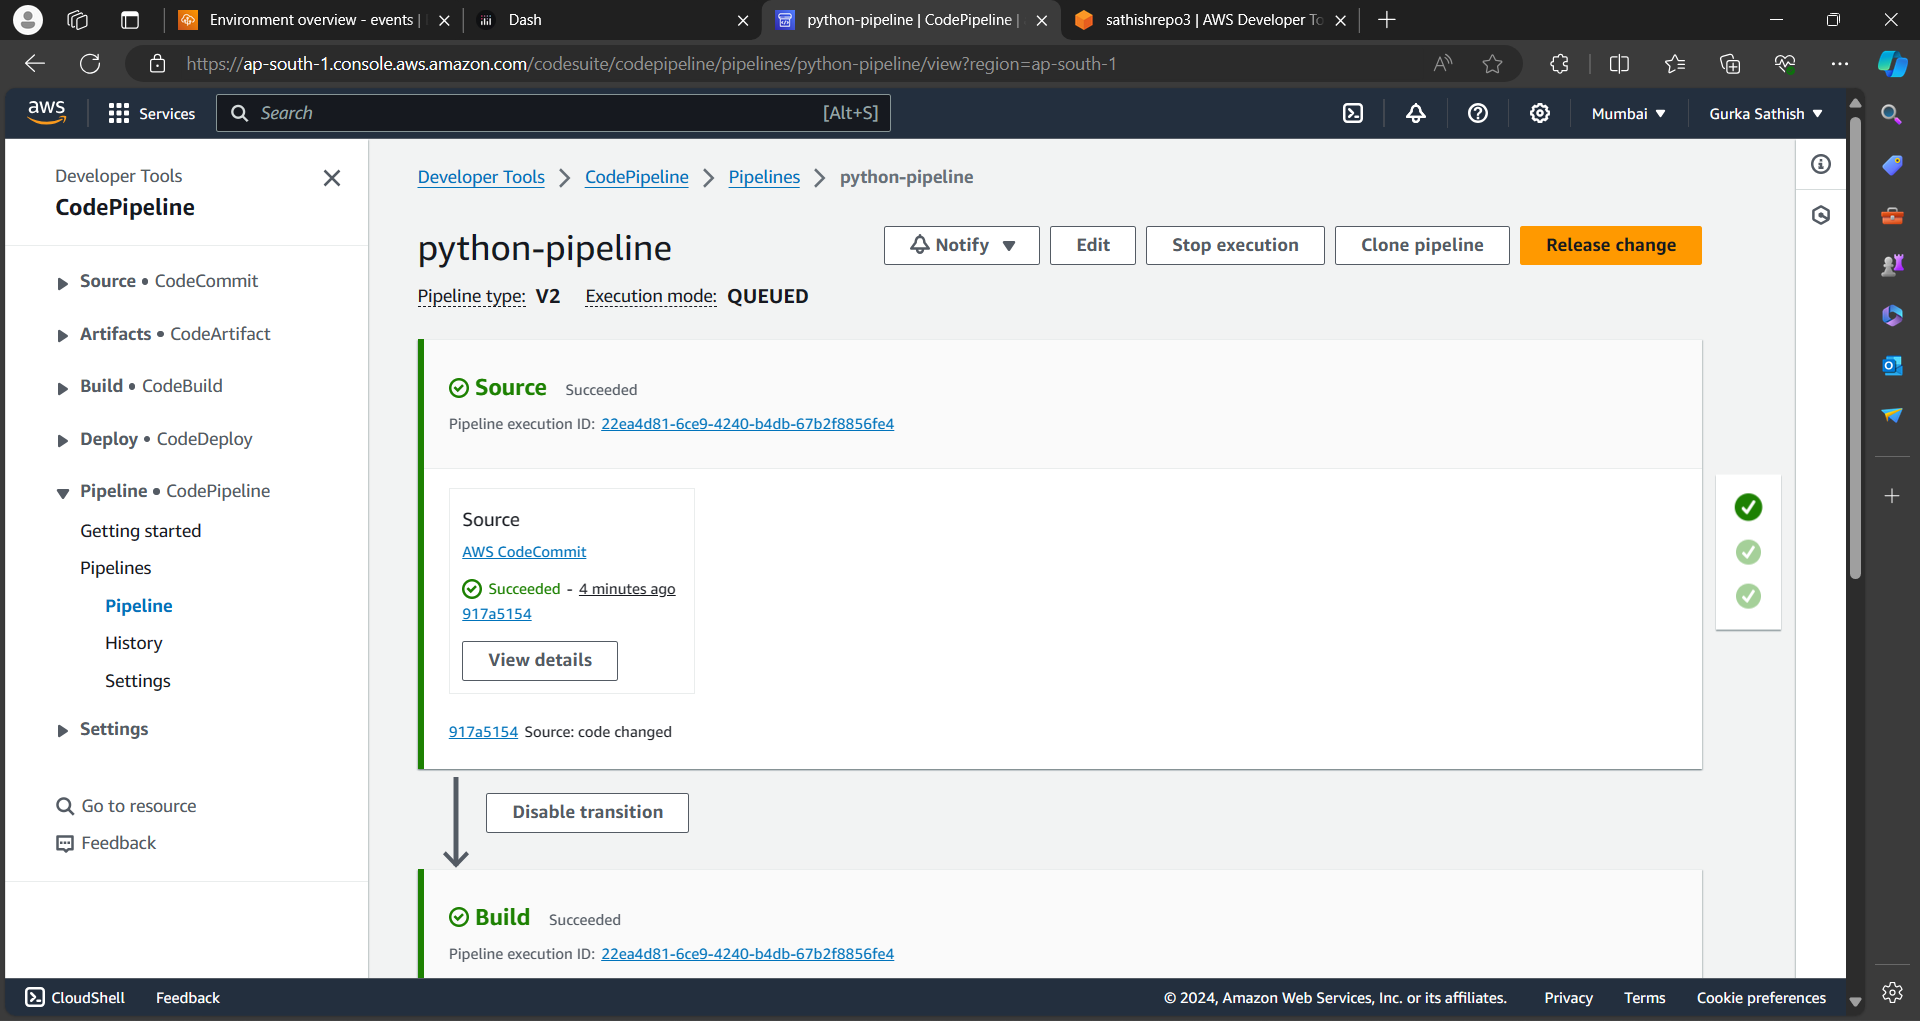 Environment overview - events |
Dash
python-pipeline | CodePipeline |
sathishrepo3 | AWS Developer To
https://ap-south-1.console.aws.amazon.com/codesuite/codepipeline/pipelines/python-pipeline/view?region=ap-south-1
aws
Services
Search
[Alt+S]
Mumbai
Gurka Sathish
Developer Tools
CodePipeline
Source • CodeCommit
Artifacts • CodeArtifact
Build • CodeBuild
Deploy • CodeDeploy
Pipeline • CodePipeline
Getting started
Pipelines
Pipeline
History
Settings
Settings
Go to resource
Feedback
Developer Tools > CodePipeline > Pipelines > python-pipeline
python-pipeline
Notify
Edit
Stop execution
Clone pipeline
Release change
Pipeline type: V2 Execution mode: QUEUED
Source Succeeded
Pipeline execution ID: 22ea4d81-6ce9-4240-b4db-67b2f8856fe4
Source
AWS CodeCommit
Succeeded - 4 minutes ago
917a5154
View details
917a5154 Source: code changed
Disable transition
Build Succeeded
Pipeline execution ID: 22ea4d81-6ce9-4240-b4db-67b2f8856fe4
CloudShell
Feedback
© 2024, Amazon Web Services, Inc. or its affiliates.
Privacy
Terms
Cookie preferences